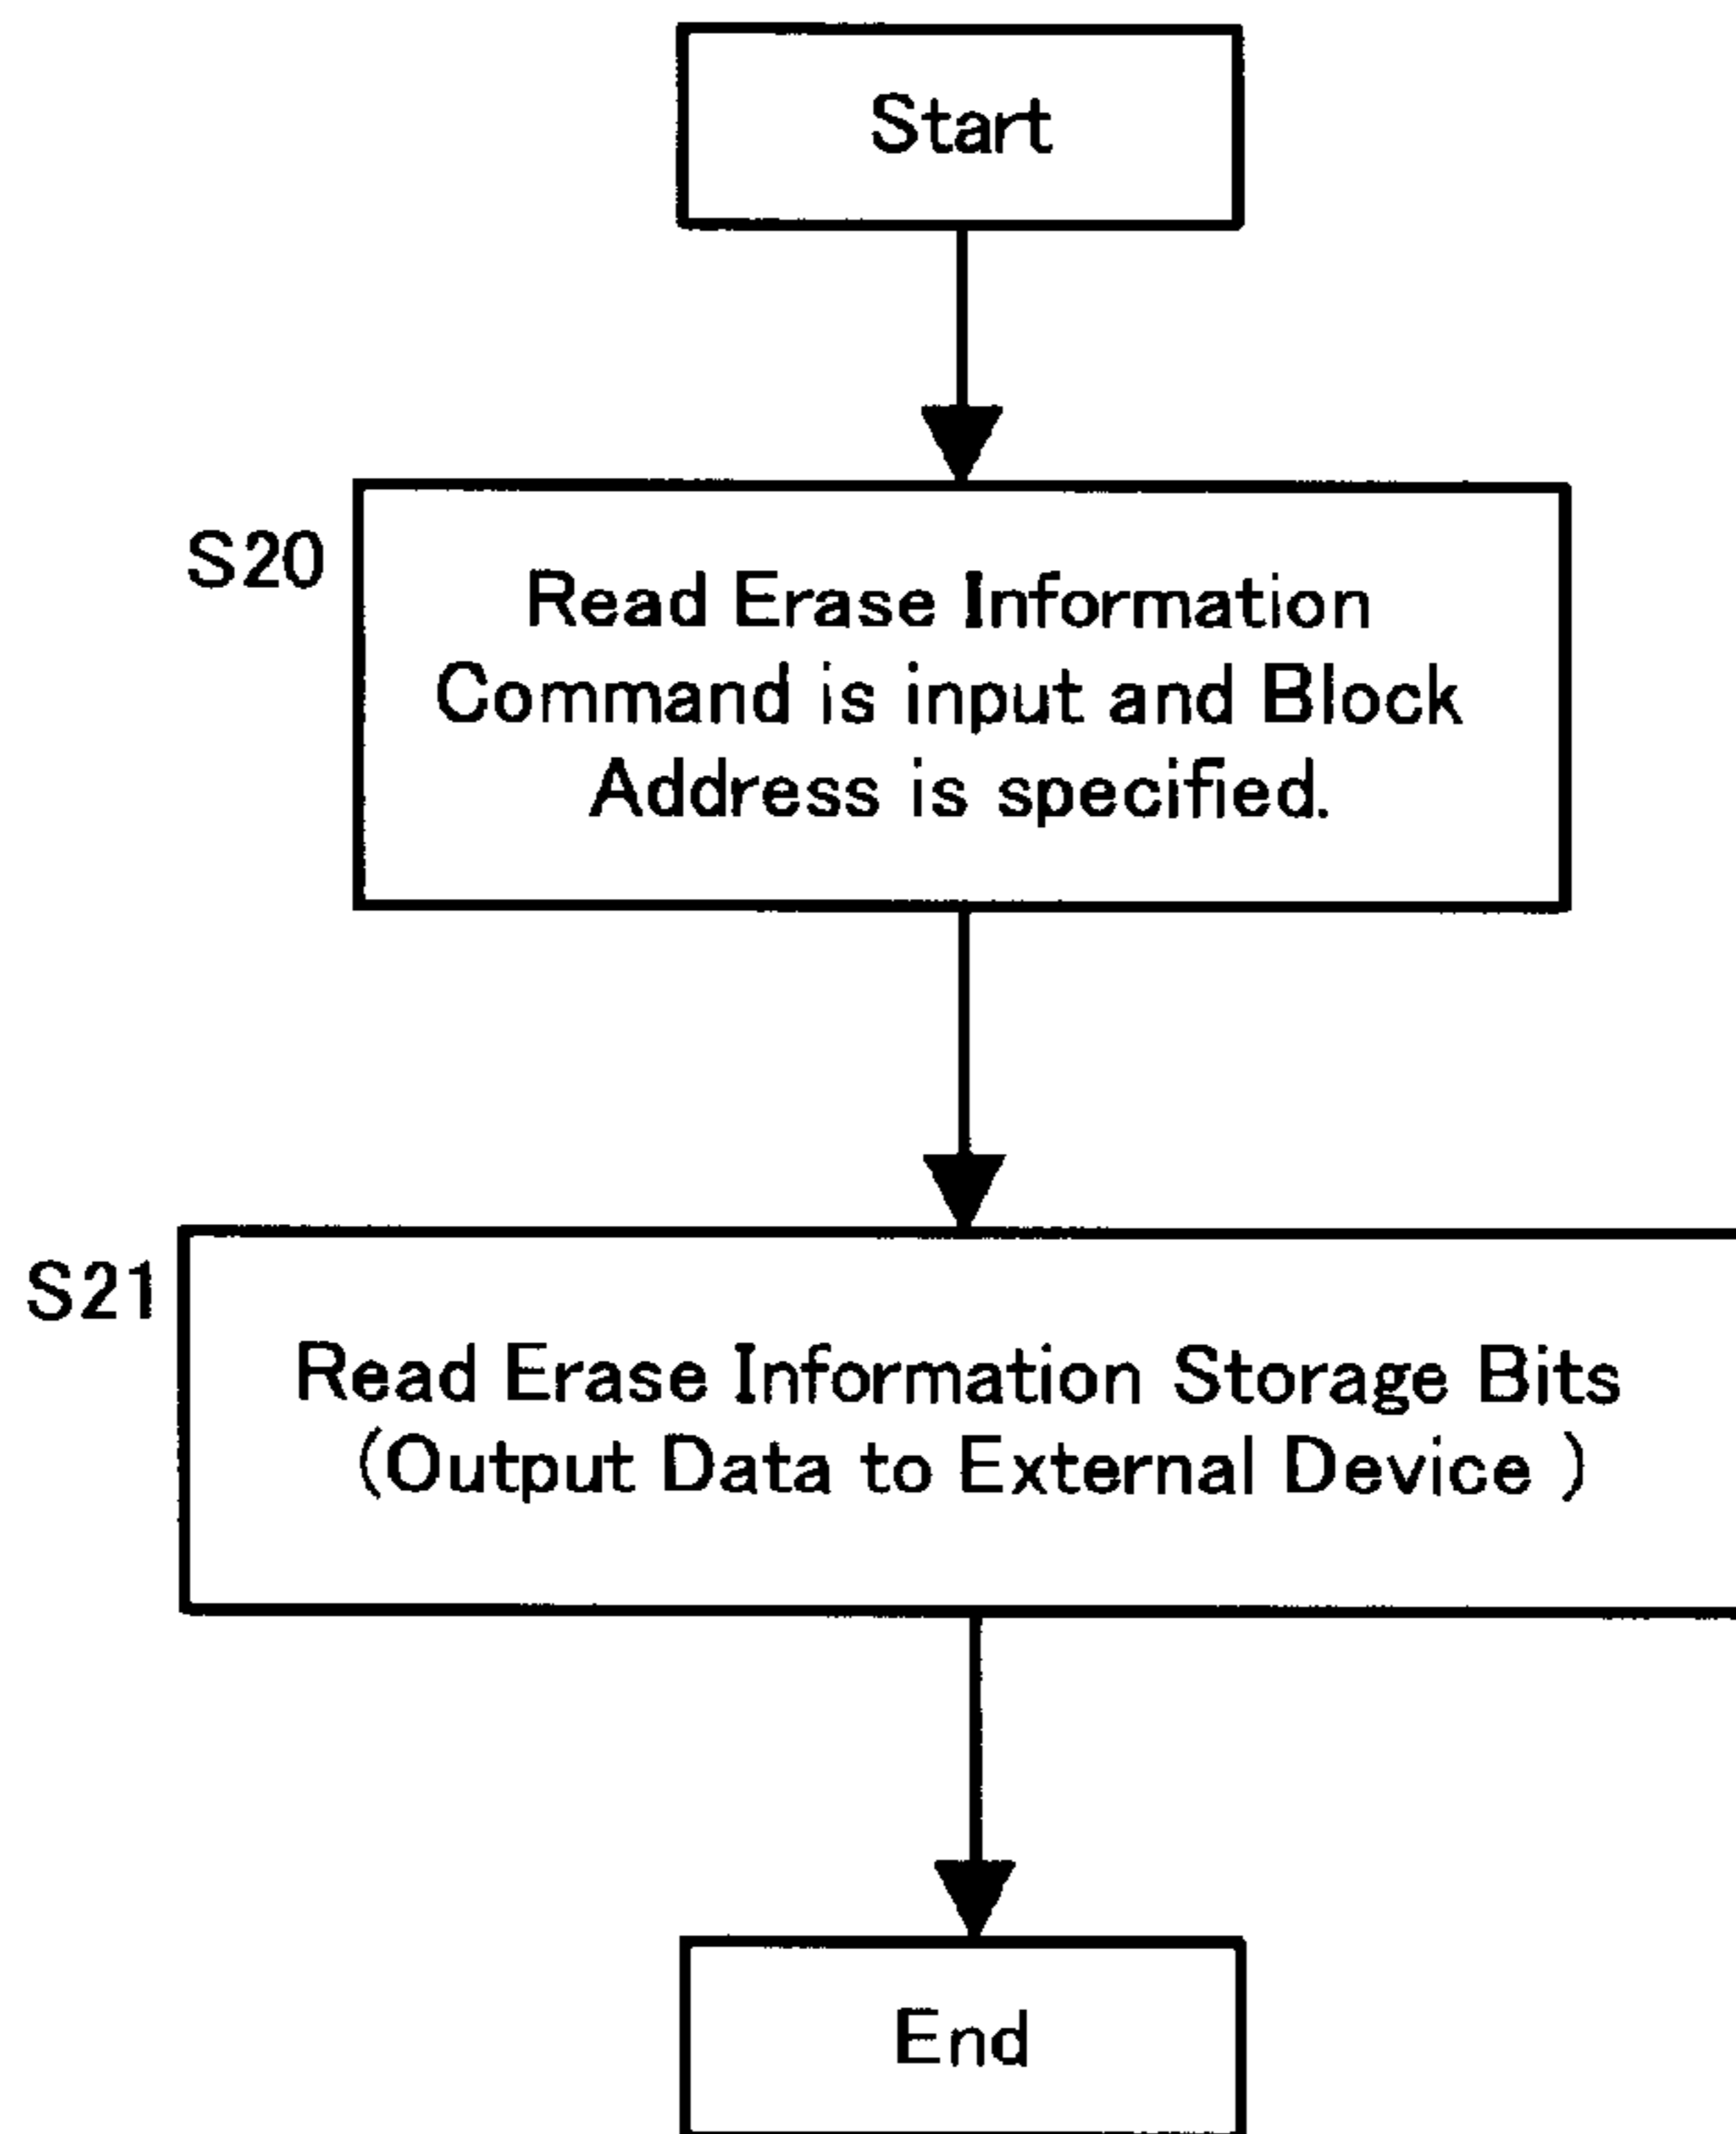 Start
S20
Read Erase Information
Command is input and Block
Address is specified.
S21
Read Erase Information Storage Bits
(Output Data to External Device )
End